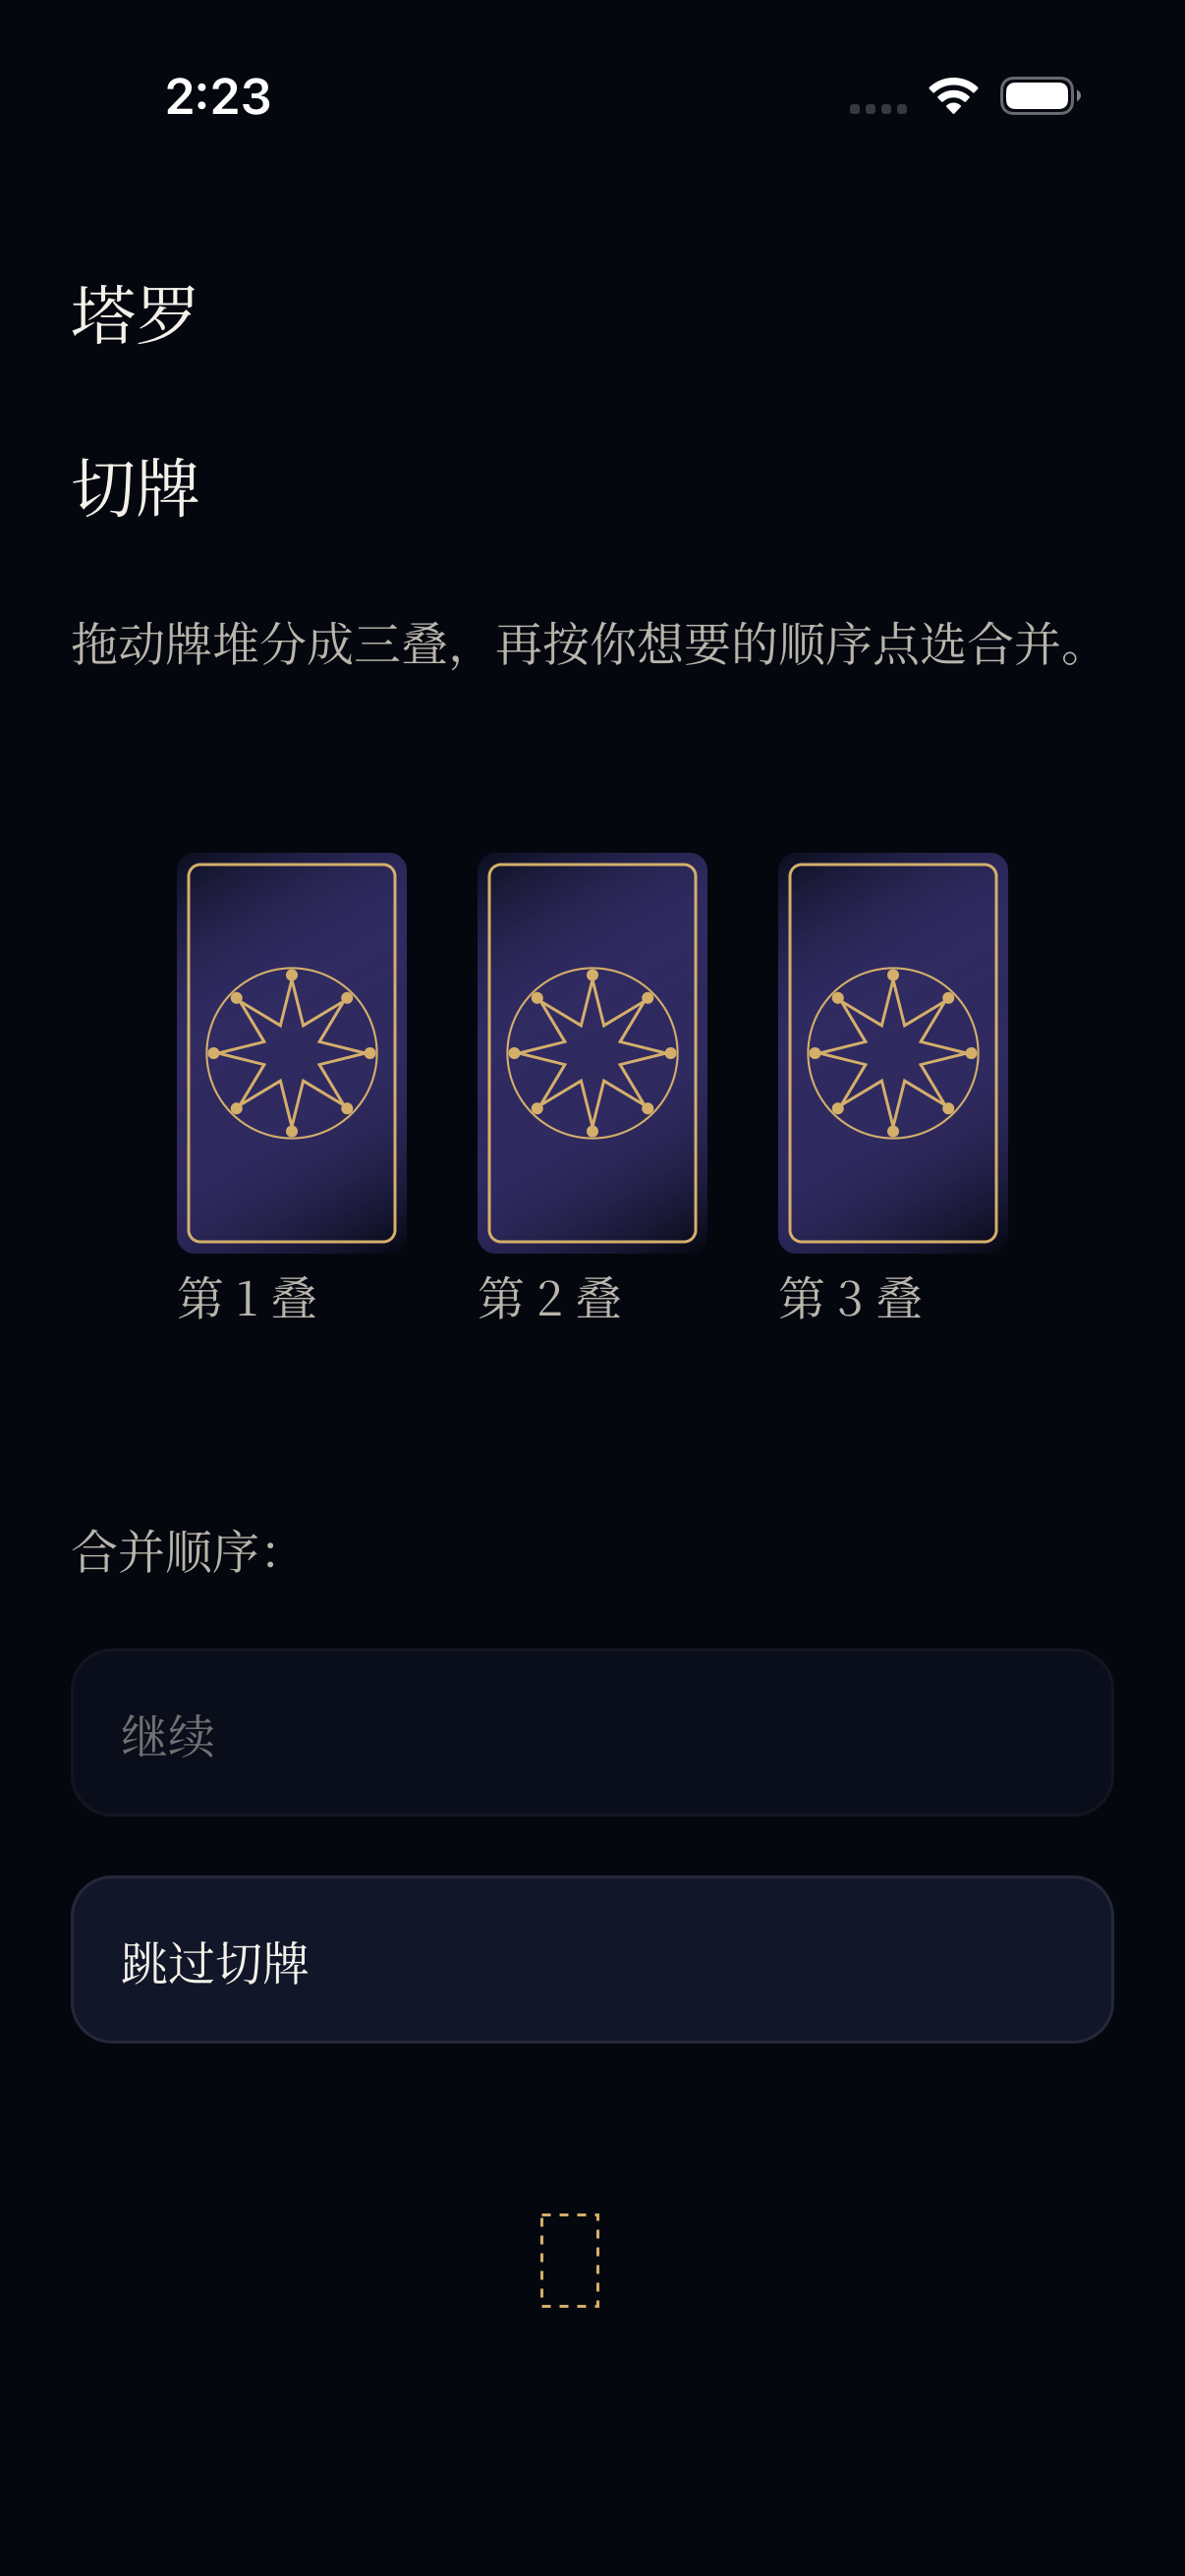 2:23
塔罗
切牌
拖动牌堆分成三叠，再按你想要的顺序点选合并。
第 1 叠
第 2 叠
第 3 叠
合并顺序：
继续
跳过切牌